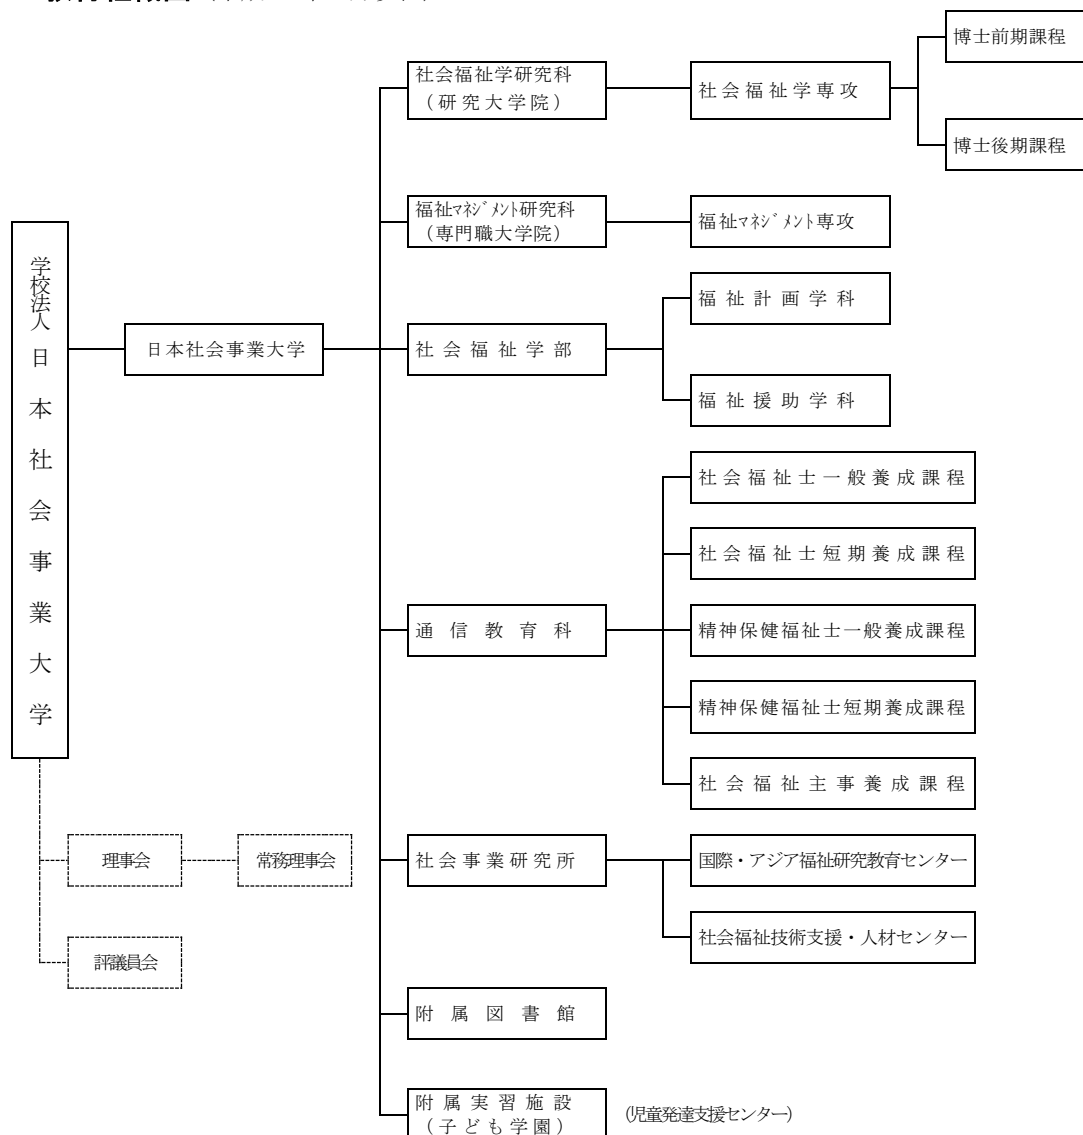 学校法人日本社会事業大学
日本社会事業大学
社会福祉学研究科
(研究大学院)
社会福祉学専攻
博士前期課程
博士後期課程
福祉ﾏﾈｼﾞﾒﾝﾄ研究科
(専門職大学院)
福祉ﾏﾈｼﾞﾒﾝﾄ専攻
社会福祉学部
福祉計画学科
福祉援助学科
通信教育科
社会福祉士一般養成課程
社会福祉士短期養成課程
精神保健福祉士一般養成課程
精神保健福祉士短期養成課程
社会福祉主事養成課程
社会事業研究所
国際・アジア福祉研究教育センター
社会福祉技術支援・人材センター
附属図書館
附属実習施設
(子ども学園)
(児童発達支援センター)
理事会
常務理事会
評議員会